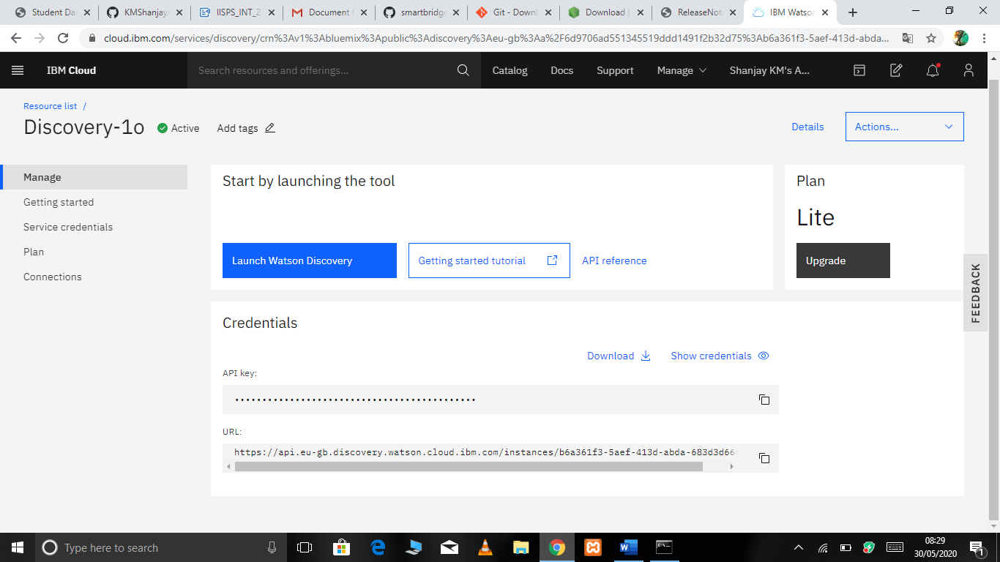 Student Das
KMShanjay/
IISPS_INT_2
Document f
smartbridge
Git - Downl
Download |
ReleaseNot
IBM Watson
cloud.ibm.com/services/discovery/crn%3Av1%3Abluemix%3Apublic%3Adiscovery%3Aeu-gb%3Aa%2F6d9706ad551345519ddd1491f2b32d75%3Ab6a361f3-5aef-413d-abda...
IBM Cloud
Search resources and offerings...
Catalog
Docs
Support
Manage
Shanjay KM's A...
Resource list /
Discovery-1o
Active
Add tags
Details
Actions...
Manage
Getting started
Service credentials
Plan
Connections
Start by launching the tool
Launch Watson Discovery
Getting started tutorial
API reference
Plan
Lite
Upgrade
FEEDBACK
Credentials
Download
Show credentials
API key:
••••••••••••••••••••••••••••••••••••••••••••
URL:
https://api.eu-gb.discovery.watson.cloud.ibm.com/instances/b6a361f3-5aef-413d-abda-683d3d66
Type here to search
08:29
30/05/2020
1